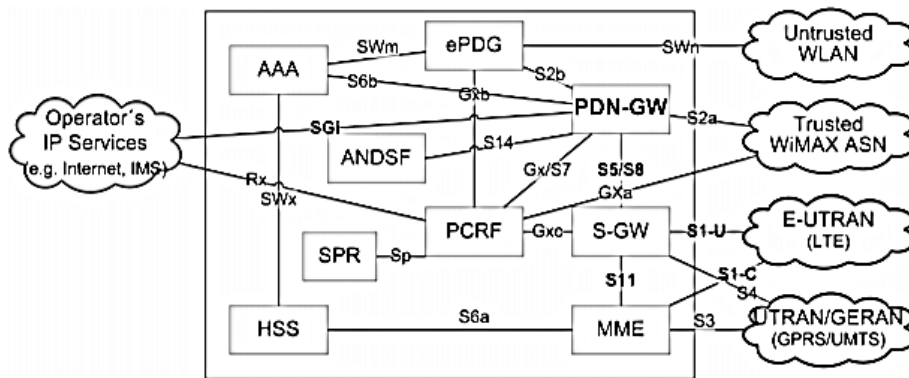 SWm
ePDG
SWn
Untrusted
WLAN
AAA
S6b
S2b
Gxb
PDN-GW
S2a
Operator´s
IP Services
(e.g. Internet, IMS)
SGI
ANDSF
S14
Trusted
WiMAX ASN
Rx
SWx
Gx/S7
S5/S8
GXa
PCRF
Gxc
S-GW
S1-U
E-UTRAN
(LTE)
SPR
Sp
S11
S1-C
S4
HSS
S6a
MME
S3
UTRAN/GERAN
(GPRS/UMTS)